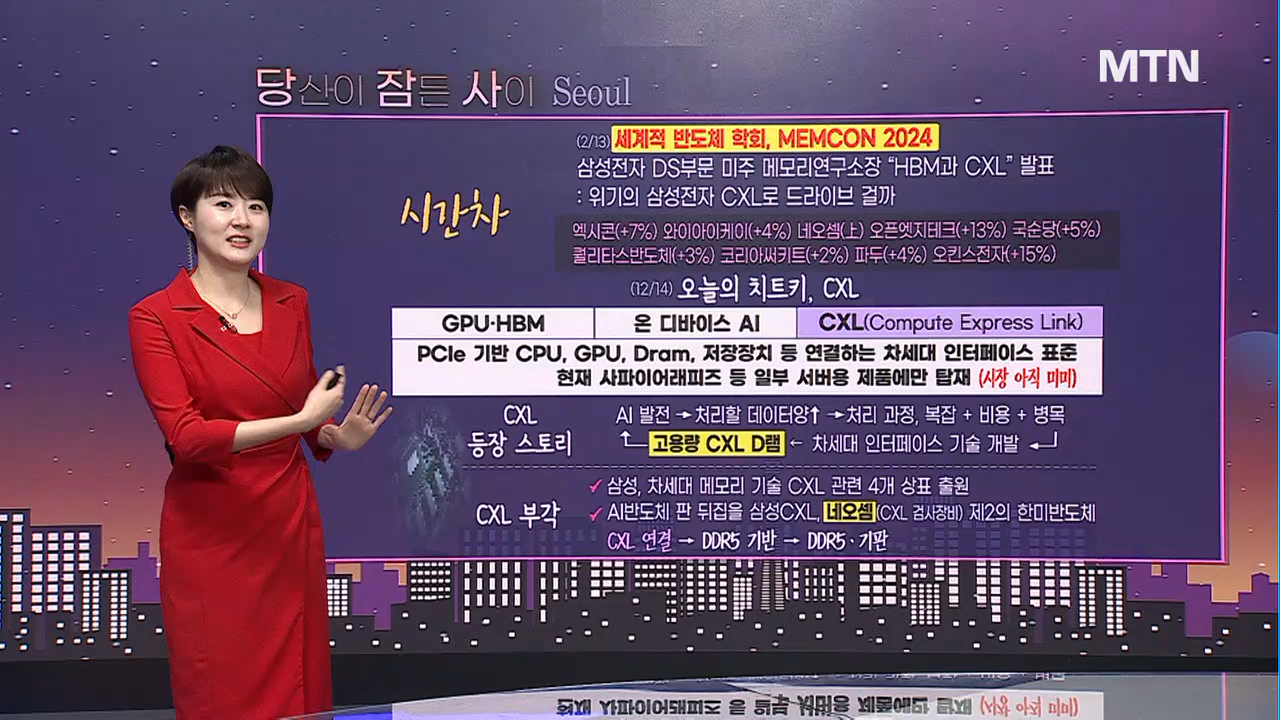 MTN
당신이 잠든 사이 Seoul
(2/13) 세계적 반도체 학회, MEMCON 2024
삼성전자 DS부문 미주 메모리연구소장 “HBM과 CXL” 발표
: 위기의 삼성전자 CXL로 드라이브 걸까
시간차
엑시콘(+7%) 와이아이케이(+4%) 네오셈(上) 오픈엣지테크(+13%) 국순당(+5%)
퀄리타스반도체(+3%) 코리아써키트(+2%) 파두(+4%) 오킨스전자(+15%)
(12/14) 오늘의 치트키, CXL
GPU·HBM 온 디바이스 AI CXL(Compute Express Link)
PCIe 기반 CPU, GPU, Dram, 저장장치 등 연결하는 차세대 인터페이스 표준
현재 사파이어래피즈 등 일부 서버용 제품에만 탑재 (시장 아직 미미)
CXL
등장 스토리
AI 발전 → 처리할 데이터양↑ → 처리 과정, 복잡 + 비용 + 병목
고용량 CXL D램 ← 차세대 인터페이스 기술 개발
CXL 부각
✓ 삼성, 차세대 메모리 기술 CXL 관련 4개 상표 출원
✓ AI반도체 판 뒤집을 삼성CXL, 네오셈(CXL 검사장비) 제2의 한미반도체
CXL 연결 → DDR5 기반 → DDR5·기판